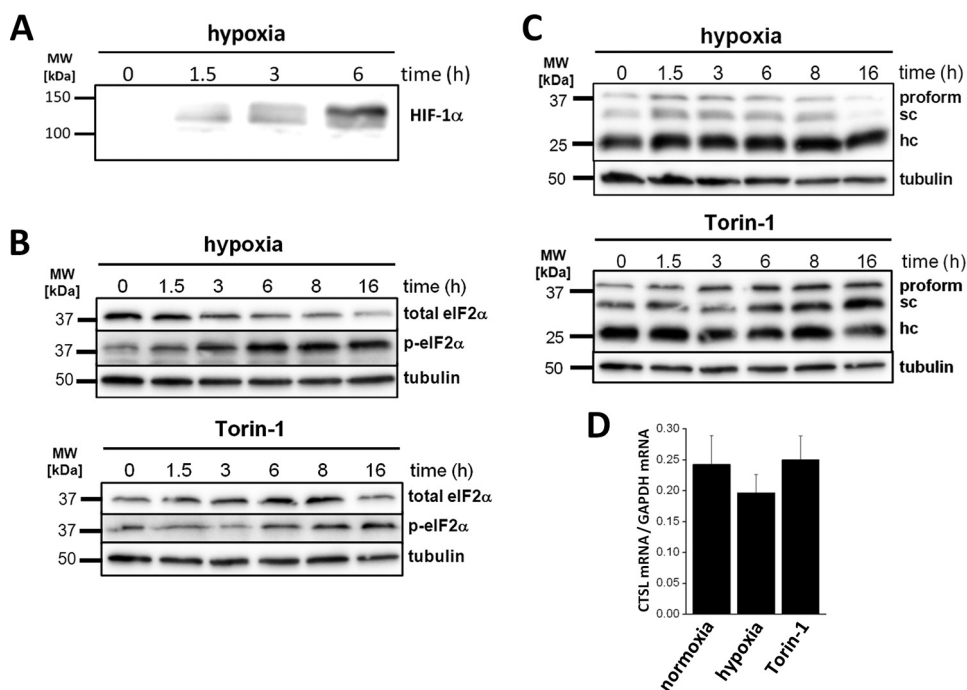 A
hypoxia
MW
[kDa]
0 1.5 3 6 time (h)
150
100
HIF-1α
B
hypoxia
MW
[kDa]
0 1.5 3 6 8 16 time (h)
37 total eIF2α
37 p-eIF2α
50 tubulin
Torin-1
MW
[kDa]
0 1.5 3 6 8 16 time (h)
37 total eIF2α
37 p-eIF2α
50 tubulin
C
hypoxia
MW
[kDa]
0 1.5 3 6 8 16 time (h)
37 proform
sc
25 hc
50 tubulin
Torin-1
MW
[kDa]
0 1.5 3 6 8 16 time (h)
37 proform
sc
25 hc
50 tubulin
D
CTSL mRNA/GAPDH mRNA
0.30
0.25
0.20
0.15
0.10
0.05
0.00
normoxia hypoxia Torin-1